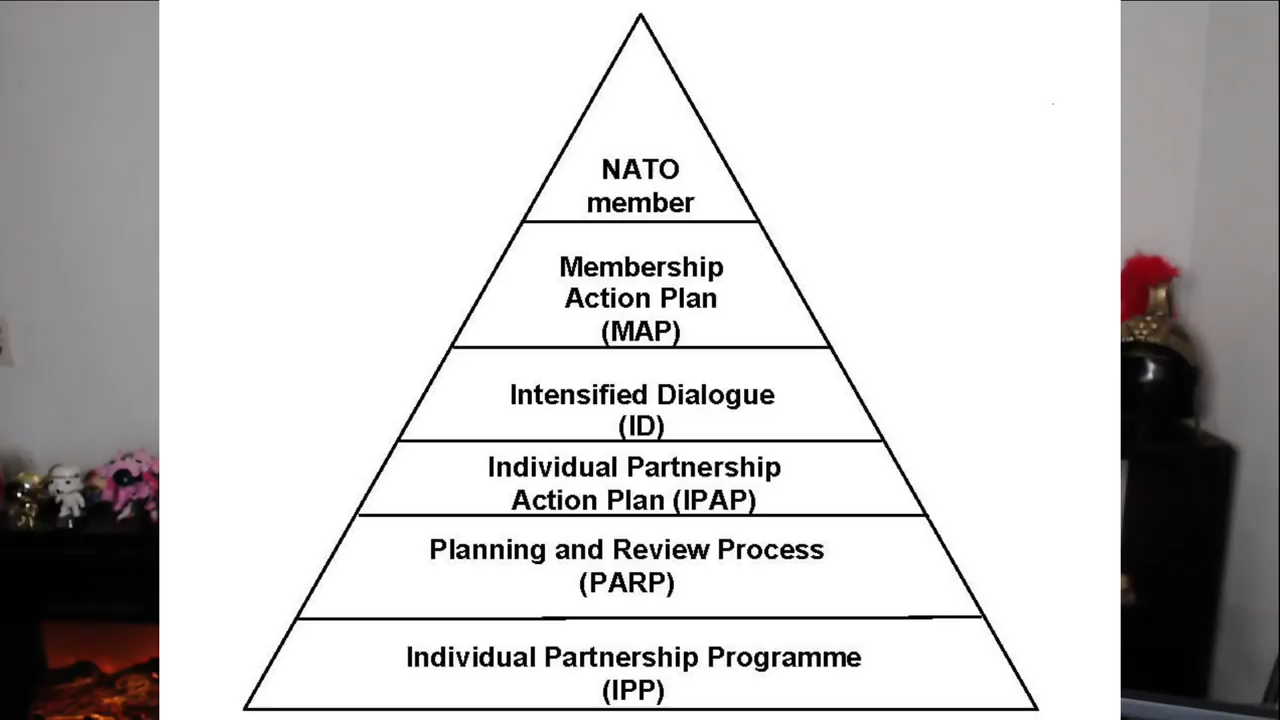 NATO
member
Membership
Action Plan
(MAP)
Intensified Dialogue
(ID)
Individual Partnership
Action Plan (IPAP)
Planning and Review Process
(PARP)
Individual Partnership Programme
(IPP)